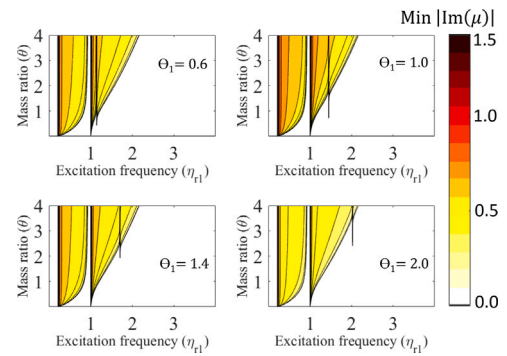 Min |Im(μ)|
4
3
2
1
Mass ratio (θ)
Θ₁= 0.6
1 2 3
Excitation frequency (ηr1)
4
3
2
1
Mass ratio (θ)
Θ₁= 1.0
1 2 3
Excitation frequency (ηr1)
1.5
1.0
0.5
0.0
4
3
2
1
Mass ratio (θ)
Θ₁= 1.4
1 2 3
Excitation frequency (ηr1)
4
3
2
1
Mass ratio (θ)
Θ₁= 2.0
1 2 3
Excitation frequency (ηr1)